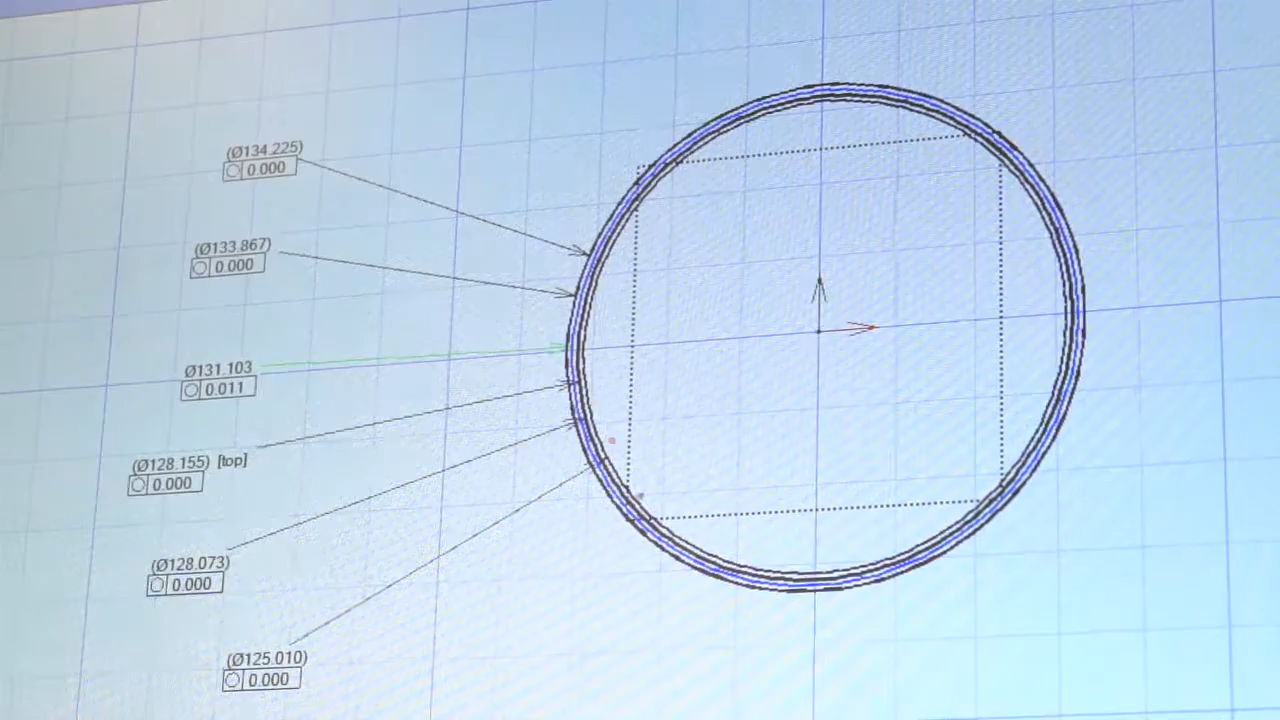 (Ø134.225)
0.000
(Ø133.867)
0.000
Ø131.103
0.011
(Ø128.155) [top]
0.000
(Ø128.073)
0.000
(Ø125.010)
0.000